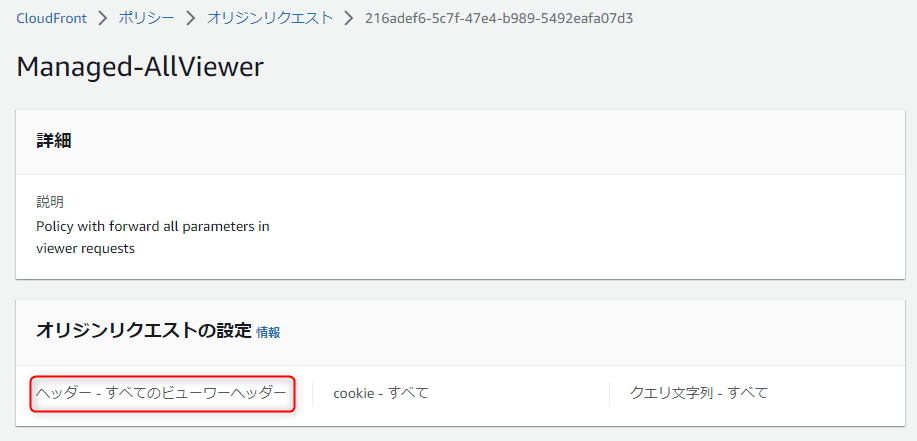 CloudFront > ポリシー > オリジンリクエスト > 216adef6-5c7f-47e4-b989-5492eafa07d3
Managed-AllViewer
詳細
説明
Policy with forward all parameters in
viewer requests
オリジンリクエストの設定 情報
ヘッダー - すべてのビューワーヘッダー cookie - すべて クエリ文字列 - すべて